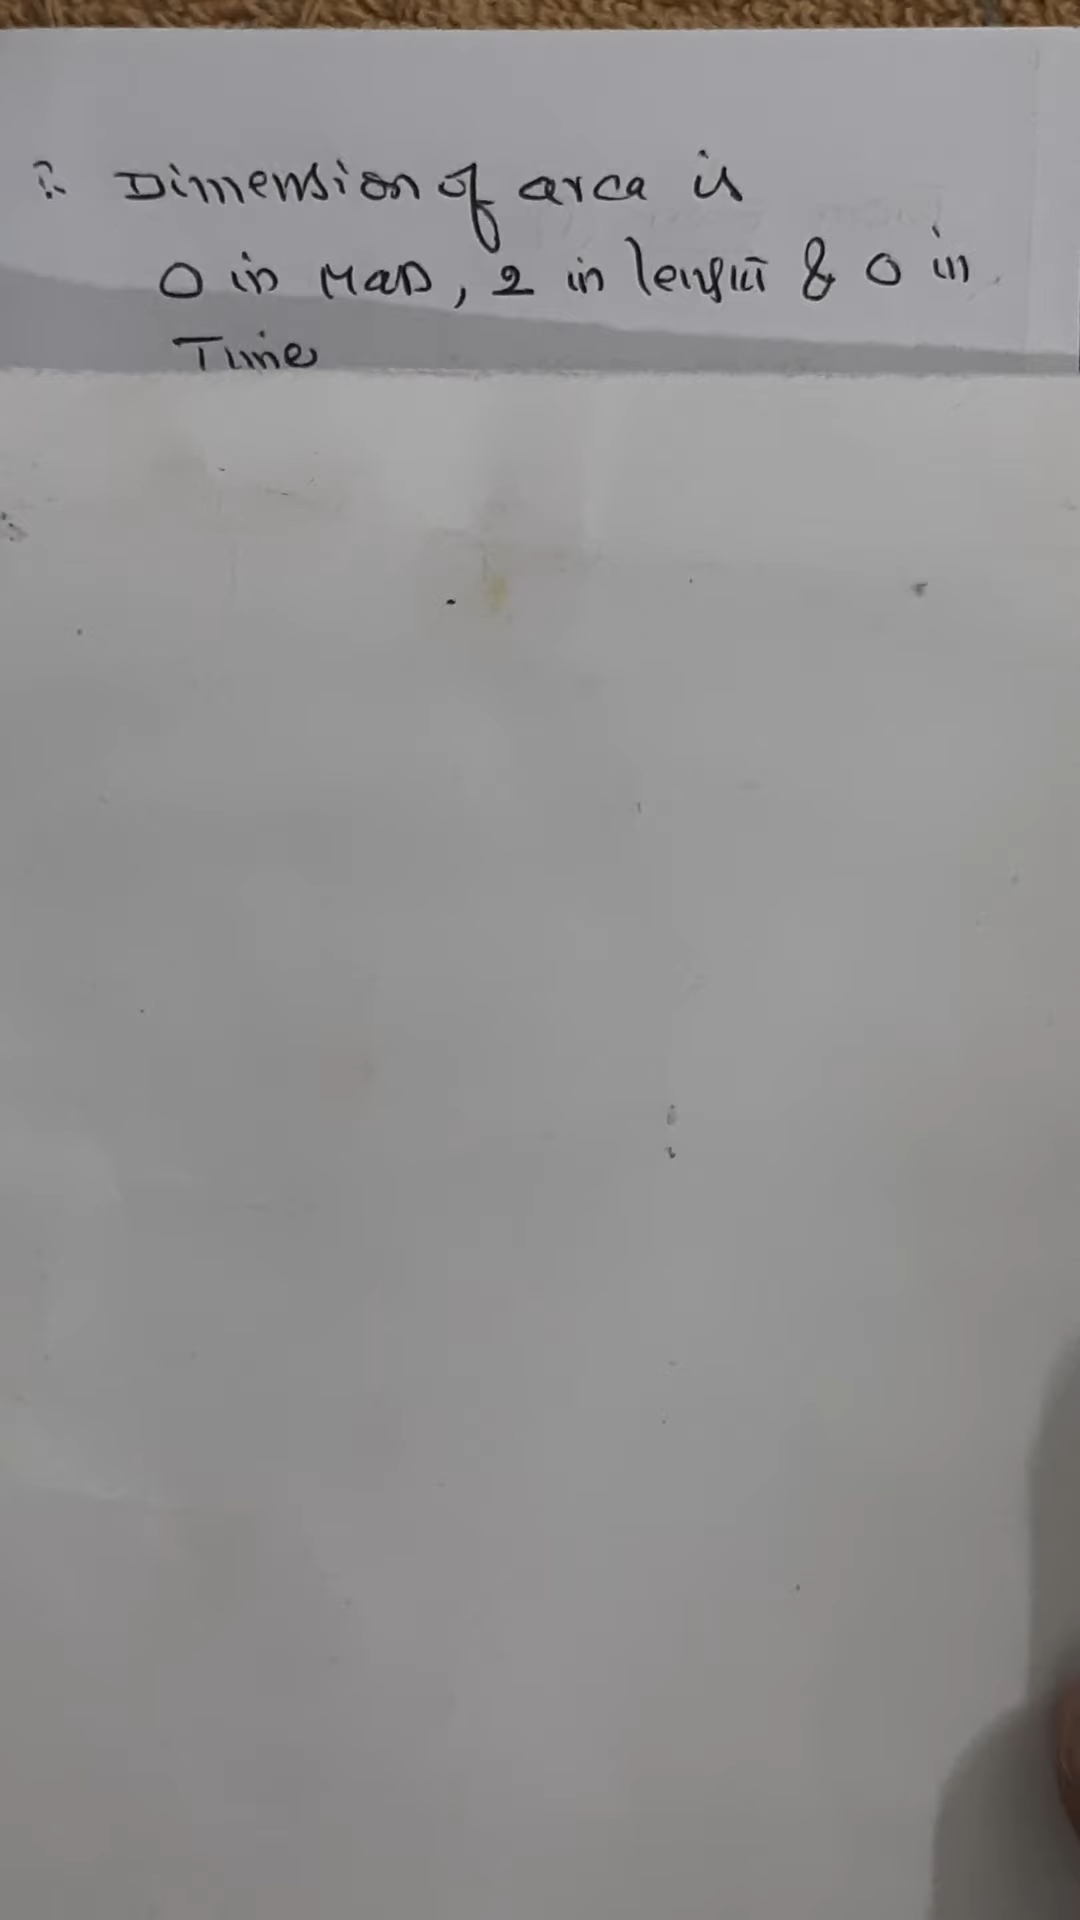 ∴ Dimension of area is
0 in Mass, 2 in length & 0 in
Time